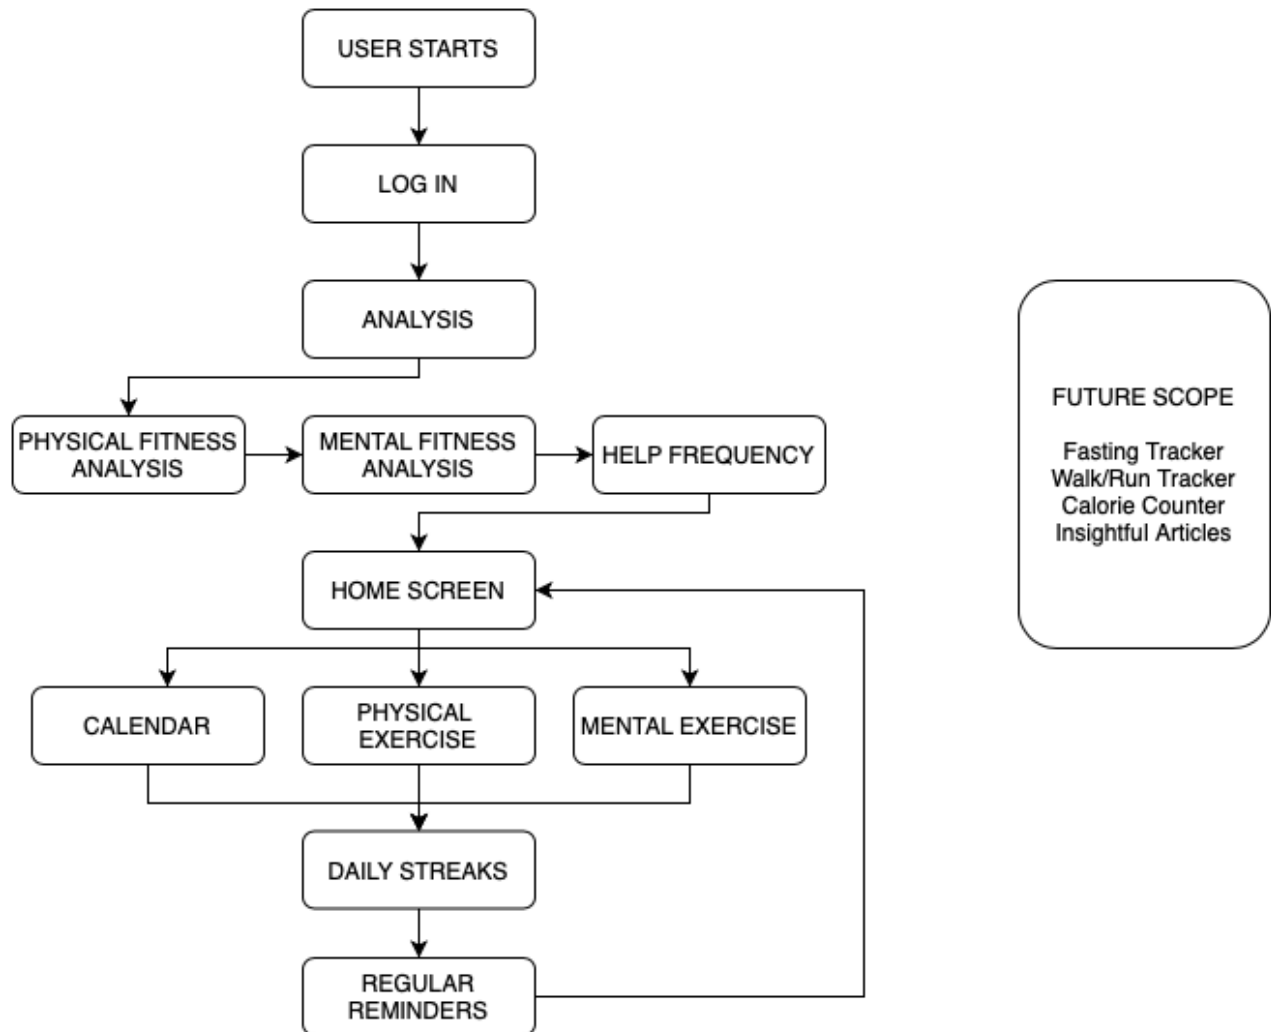 USER STARTS
LOG IN
ANALYSIS
PHYSICAL FITNESS
ANALYSIS
MENTAL FITNESS
ANALYSIS
HELP FREQUENCY
HOME SCREEN
CALENDAR
PHYSICAL
EXERCISE
MENTAL EXERCISE
DAILY STREAKS
REGULAR
REMINDERS
FUTURE SCOPE
Fasting Tracker
Walk/Run Tracker
Calorie Counter
Insightful Articles